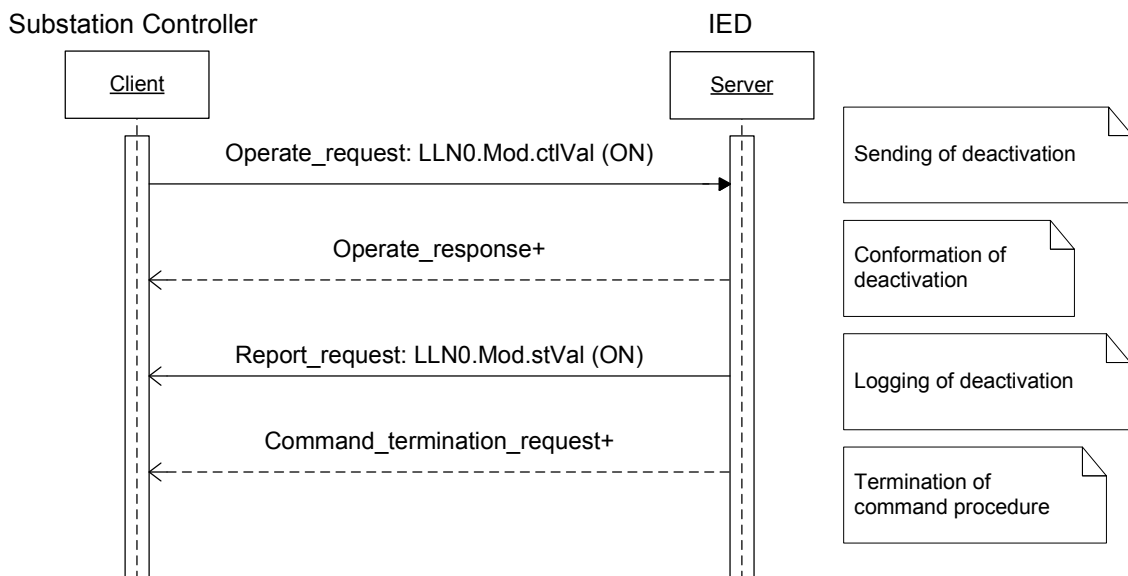 Substation Controller
IED
Client
Server
Operate_request: LLN0.Mod.ctlVal (ON)
Sending of deactivation
Operate_response+
Conformation of
deactivation
Report_request: LLN0.Mod.stVal (ON)
Logging of deactivation
Command_termination_request+
Termination of
command procedure